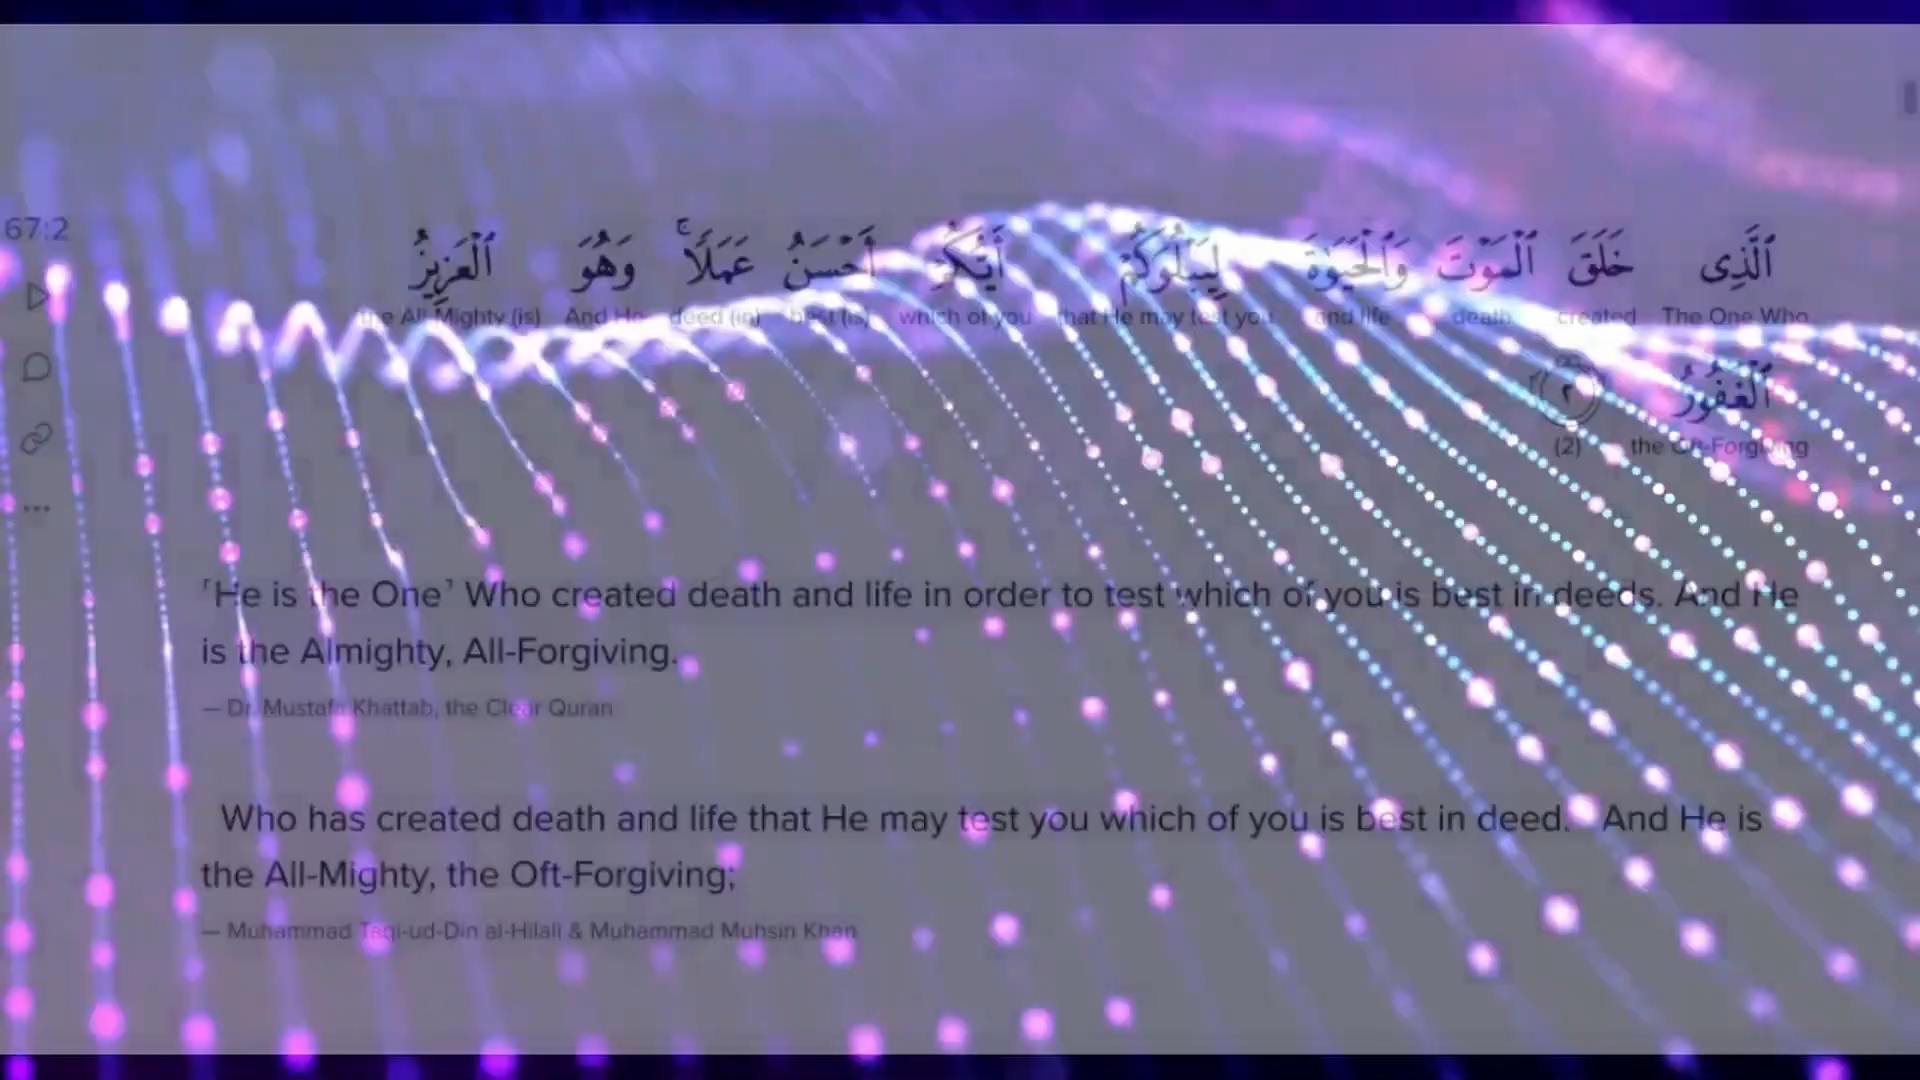 67:2
ٱلَّذِى خَلَقَ ٱلْمَوْتَ وَٱلْحَيَوٰةَ لِيَبْلُوَكُمْ أَيُّكُمْ أَحْسَنُ عَمَلًا ۚ وَهُوَ ٱلْعَزِيزُ
the All-Mighty (is) And He deed (in) best (is) which of you that He may test you and life death created The One Who
ٱلْغَفُورُ ٢
(2) the Oft-Forgiving
˹He is the One˺ Who created death and life in order to test which of you is best in deeds. And He
is the Almighty, All-Forgiving.
— Dr. Mustafa Khattab, the Clear Quran
Who has created death and life that He may test you which of you is best in deed. And He is
the All-Mighty, the Oft-Forgiving;
— Muhammad Taqi-ud-Din al-Hilali & Muhammad Muhsin Khan